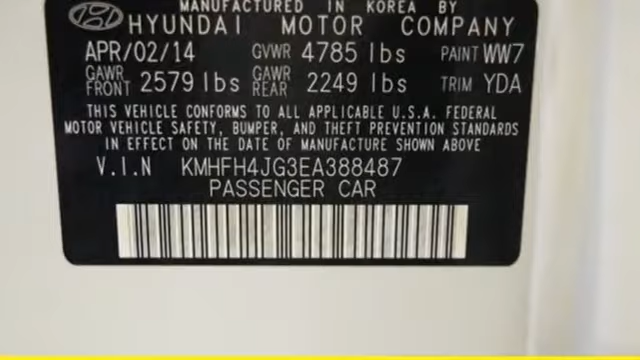 MANUFACTURED IN KOREA BY
HYUNDAI MOTOR COMPANY
APR/02/14 GVWR 4785 lbs PAINT WW7
GAWR FRONT 2579 lbs GAWR REAR 2249 lbs TRIM YDA
THIS VEHICLE CONFORMS TO ALL APPLICABLE U.S.A. FEDERAL
MOTOR VEHICLE SAFETY, BUMPER, AND THEFT PREVENTION STANDARDS
IN EFFECT ON THE DATE OF MANUFACTURE SHOWN ABOVE
V.I.N KMHFH4JG3EA388487
PASSENGER CAR